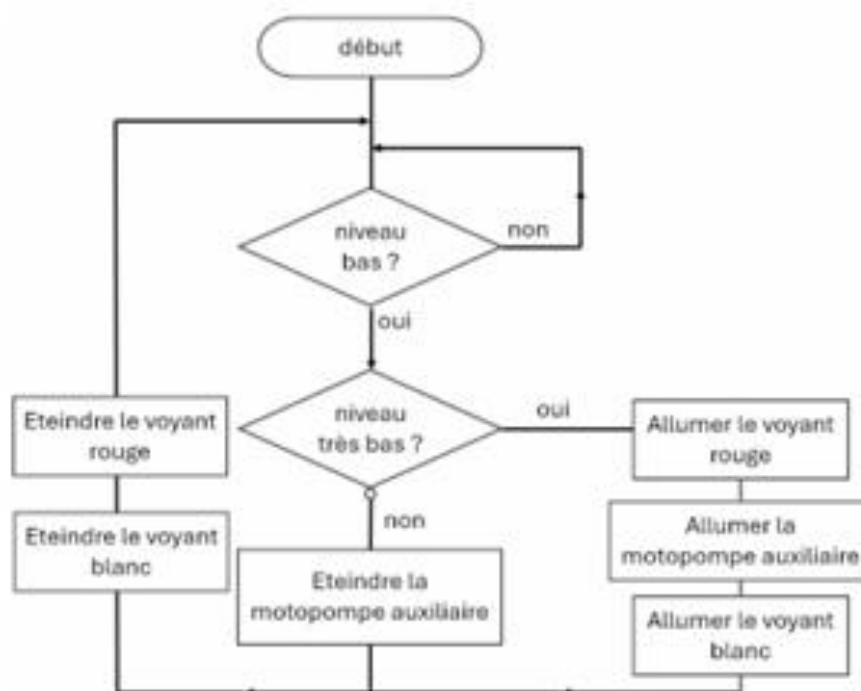 début
niveau
bas ?
non
oui
niveau
très bas ?
oui
non
Eteindre le voyant
rouge
Eteindre le voyant
blanc
Eteindre la
motopompe auxiliaire
Allumer le voyant
rouge
Allumer la
motopompe auxiliaire
Allumer le voyant
blanc